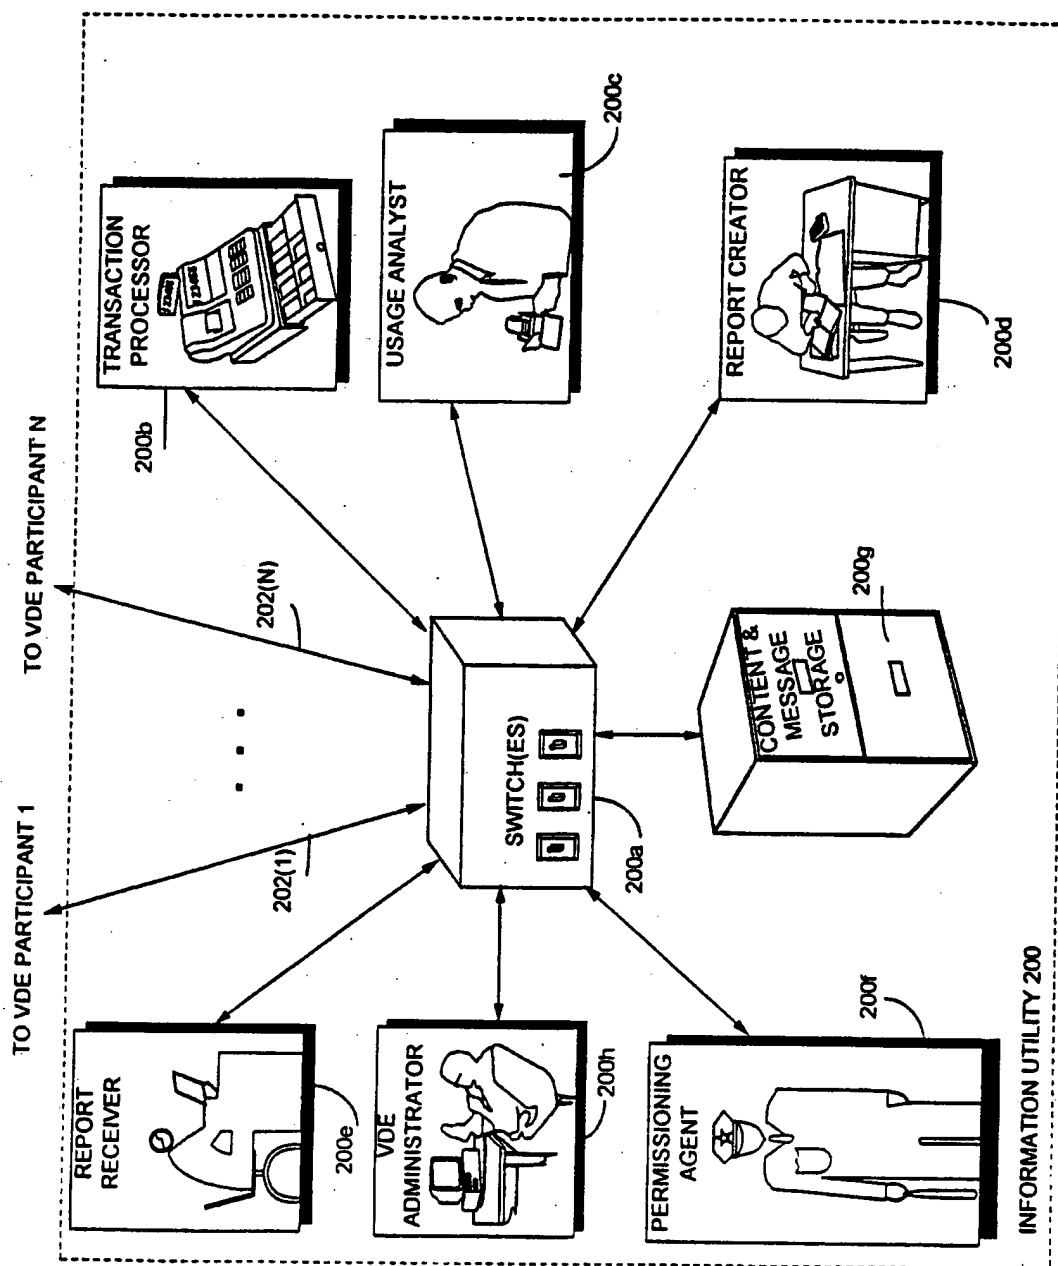 TO VDE PARTICIPANT 1
TO VDE PARTICIPANT N
202(1)
202(N)
REPORT
RECEIVER
200e
TRANSACTION
PROCESSOR
200b
VDE
ADMINISTRATOR
200h
SWITCH(ES)
200a
USAGE ANALYST
200c
PERMISSIONING
AGENT
200f
CONTENT &
MESSAGE
STORAGE
200g
REPORT CREATOR
200d
INFORMATION UTILITY 200